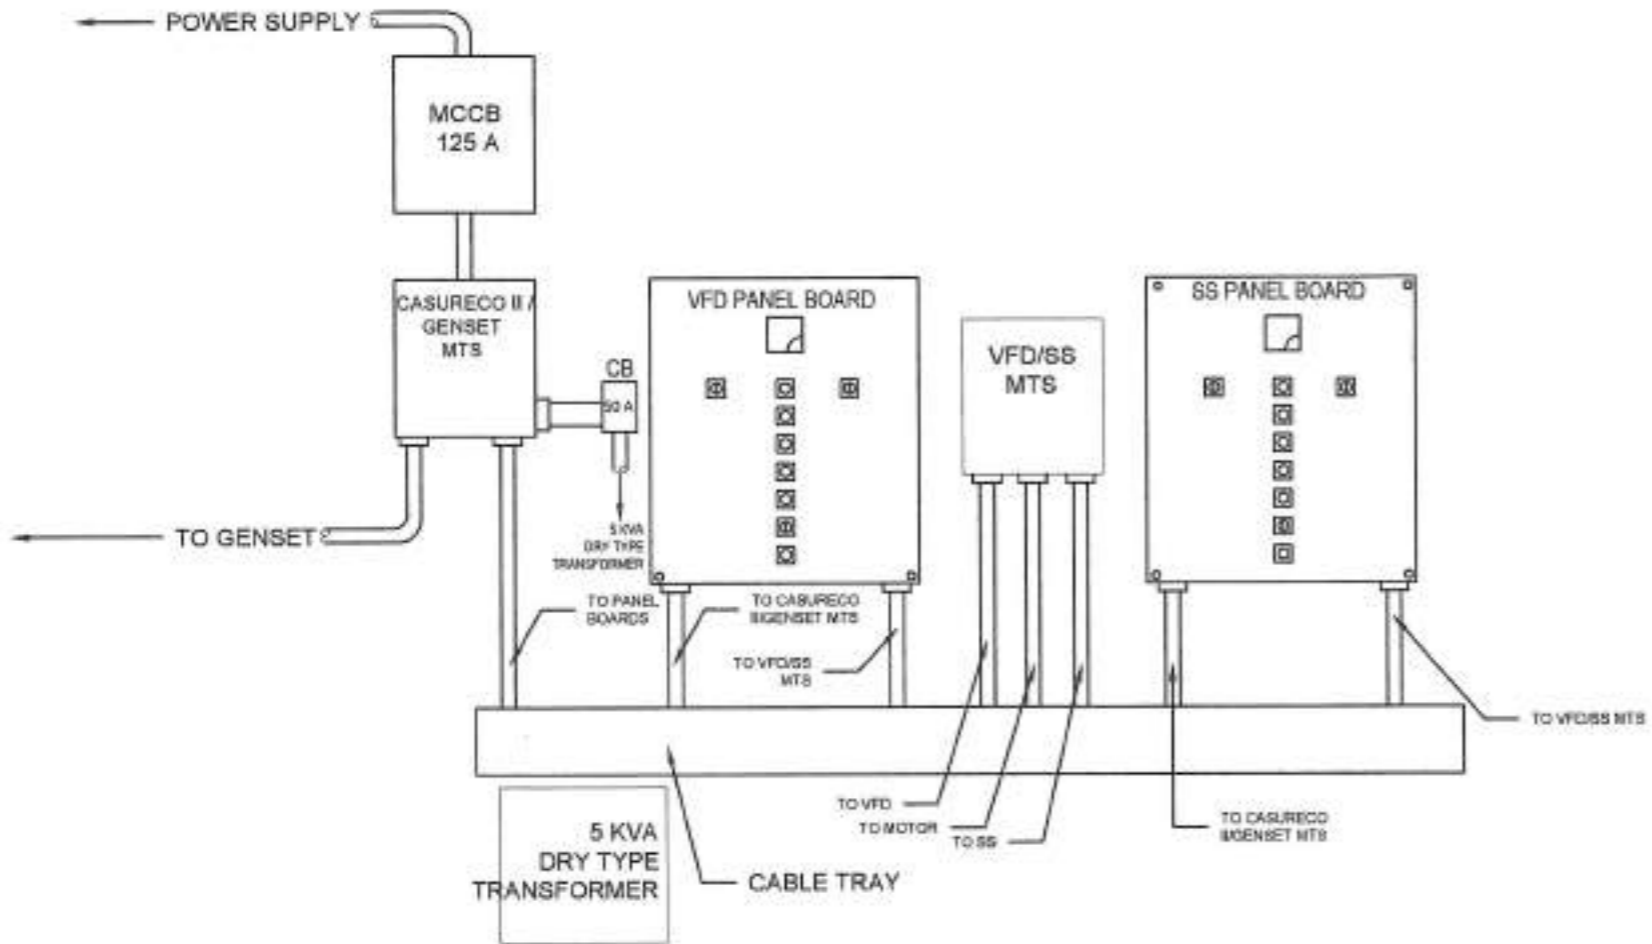 POWER SUPPLY
MCCB
125 A
CASURECO II /
GENSET
MTS
CB
50 A
VFD PANEL BOARD
VFD/SS
MTS
SS PANEL BOARD
TO GENSET
5 KVA
DRY TYPE
TRANSFORMER
TO PANEL
BOARDS
TO CASURECO
II/GENSET MTS
TO VFD/SS
MTS
TO VFD/SS MTS
TO VFD
TO MOTOR
TO SS
TO CASURECO
II/GENSET MTS
5 KVA
DRY TYPE
TRANSFORMER
CABLE TRAY